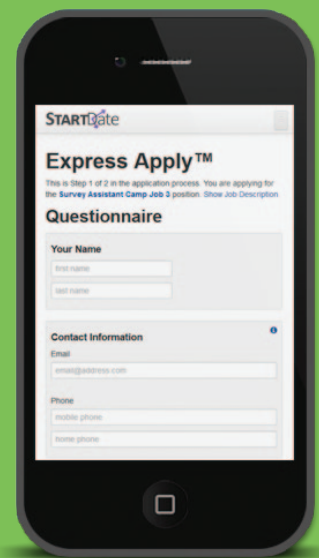 STARTDate
Express Apply™
This is Step 1 of 2 in the application process. You are applying for
the Survey Assistant Camp Job 3 position. Show Job Description
Questionnaire
Your Name
first name
last name
Contact Information
Email
email@address.com
Phone
mobile phone
home phone